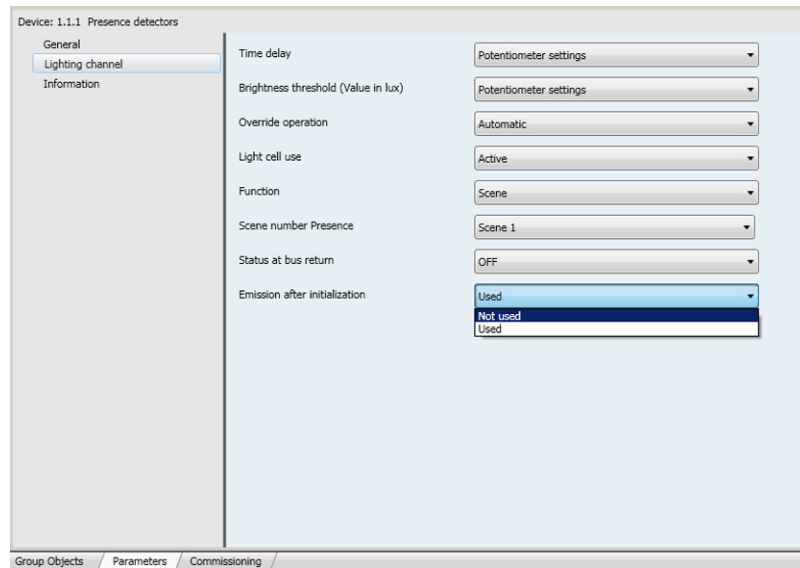 Device: 1.1.1 Presence detectors
General
Lighting channel
Information
Time delay
Potentiometer settings
Brightness threshold (Value in lux)
Potentiometer settings
Override operation
Automatic
Light cell use
Active
Function
Scene
Scene number Presence
Scene 1
Status at bus return
OFF
Emission after initialization
Used
Not used
Used
Group Objects
Parameters
Commissioning